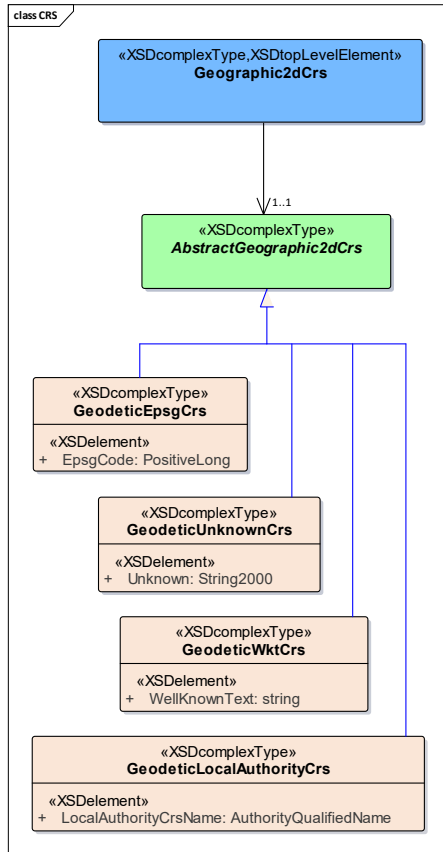 class CRS
«XSDcomplexType,XSDtopLevelElement»
Geographic2dCrs
1..1
«XSDcomplexType»
AbstractGeographic2dCrs
«XSDcomplexType»
GeodeticEpsgCrs
«XSDelement»
+ EpsgCode: PositiveLong
«XSDcomplexType»
GeodeticUnknownCrs
«XSDelement»
+ Unknown: String2000
«XSDcomplexType»
GeodeticWktCrs
«XSDelement»
+ WellKnownText: string
«XSDcomplexType»
GeodeticLocalAuthorityCrs
«XSDelement»
+ LocalAuthorityCrsName: AuthorityQualifiedName